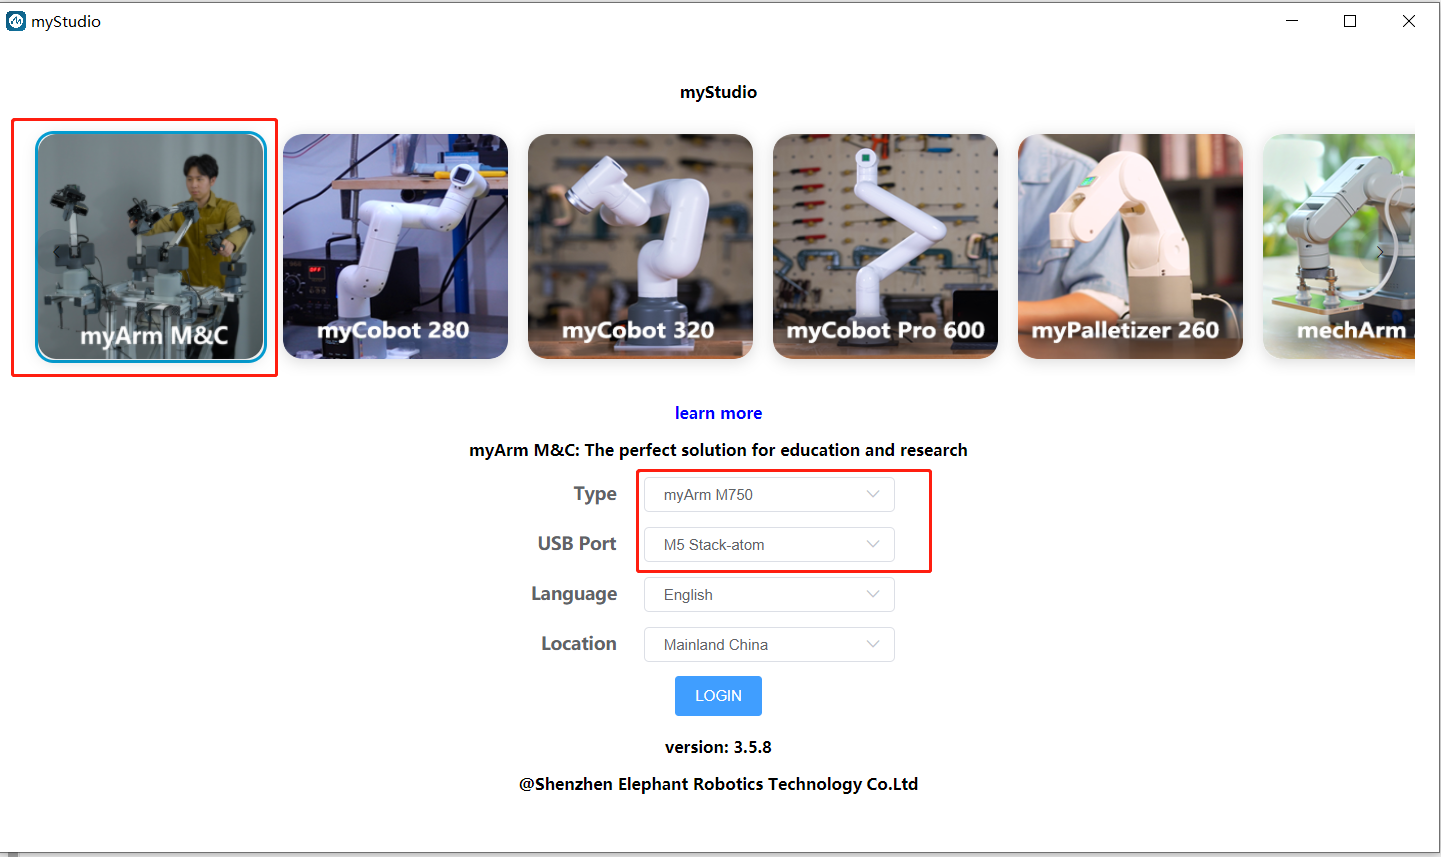 myStudio
myStudio
myArm M&C
myCobot 280
myCobot 320
myCobot Pro 600
myPalletizer 260
mechArm
learn more
myArm M&C: The perfect solution for education and research
Type myArm M750
USB Port M5 Stack-atom
Language English
Location Mainland China
LOGIN
version: 3.5.8
@Shenzhen Elephant Robotics Technology Co.Ltd